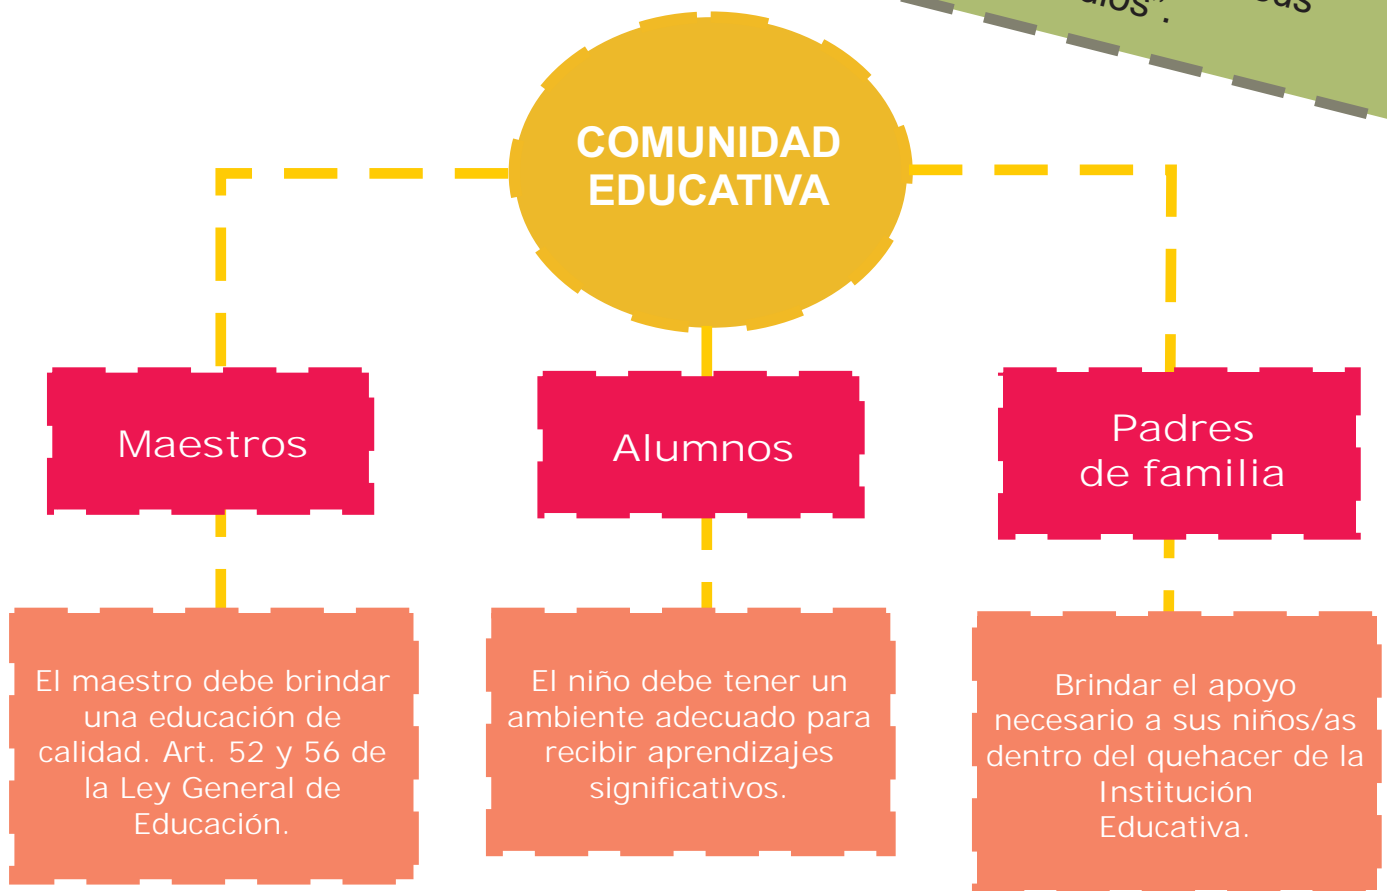 sus
COMUNIDAD
EDUCATIVA
Maestros
Alumnos
Padres
de familia
El maestro debe brindar
una educación de
calidad. Art. 52 y 56 de
la Ley General de
Educación.
El niño debe tener un
ambiente adecuado para
recibir aprendizajes
significativos.
Brindar el apoyo
necesario a sus niños/as
dentro del quehacer de la
Institución
Educativa.